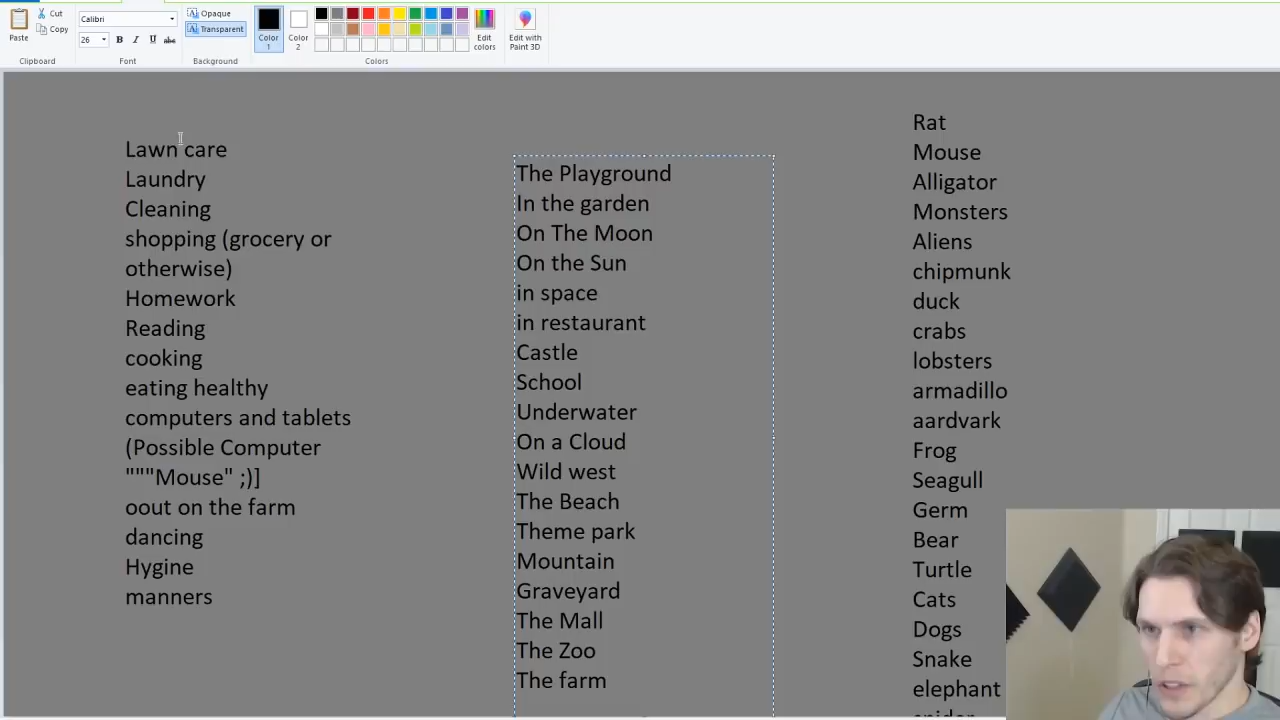 Cut
Paste
Copy
Clipboard
Calibri
26
B
I
U
abc
Font
Opaque
Transparent
Background
Color
1
Color
2
Edit
colors
Colors
Edit with
Paint 3D
Lawn care
Laundry
Cleaning
shopping (grocery or
otherwise)
Homework
Reading
cooking
eating healthy
computers and tablets
(Possible Computer
"""Mouse" ;)]
oout on the farm
dancing
Hygine
manners
The Playground
In the garden
On The Moon
On the Sun
in space
in restaurant
Castle
School
Underwater
On a Cloud
Wild west
The Beach
Theme park
Mountain
Graveyard
The Mall
The Zoo
The farm
Rat
Mouse
Alligator
Monsters
Aliens
chipmunk
duck
crabs
lobsters
armadillo
aardvark
Frog
Seagull
Germ
Bear
Turtle
Cats
Dogs
Snake
elephant